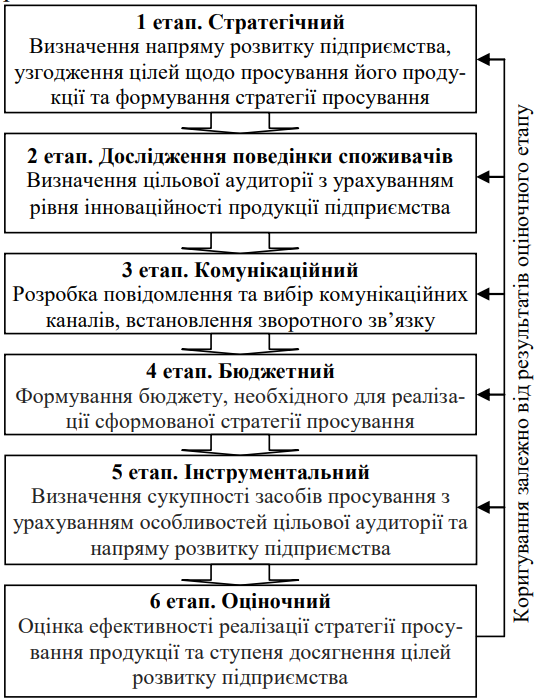 1 етап. Стратегічний
Визначення напряму розвитку підприємства,
узгодження цілей щодо просування його проду-
кції та формування стратегії просування
2 етап. Дослідження поведінки споживачів
Визначення цільової аудиторії з урахуванням
рівня інноваційності продукції підприємства
3 етап. Комунікаційний
Розробка повідомлення та вибір комунікаційних
каналів, встановлення зворотного зв’язку
4 етап. Бюджетний
Формування бюджету, необхідного для реаліза-
ції сформованої стратегії просування
5 етап. Інструментальний
Визначення сукупності засобів просування з
урахуванням особливостей цільової аудиторії та
напряму розвитку підприємства
6 етап. Оціночний
Оцінка ефективності реалізації стратегії просу-
вання продукції та ступеня досягнення цілей
розвитку підприємства
Коригування залежно від результатів оціночного етапу